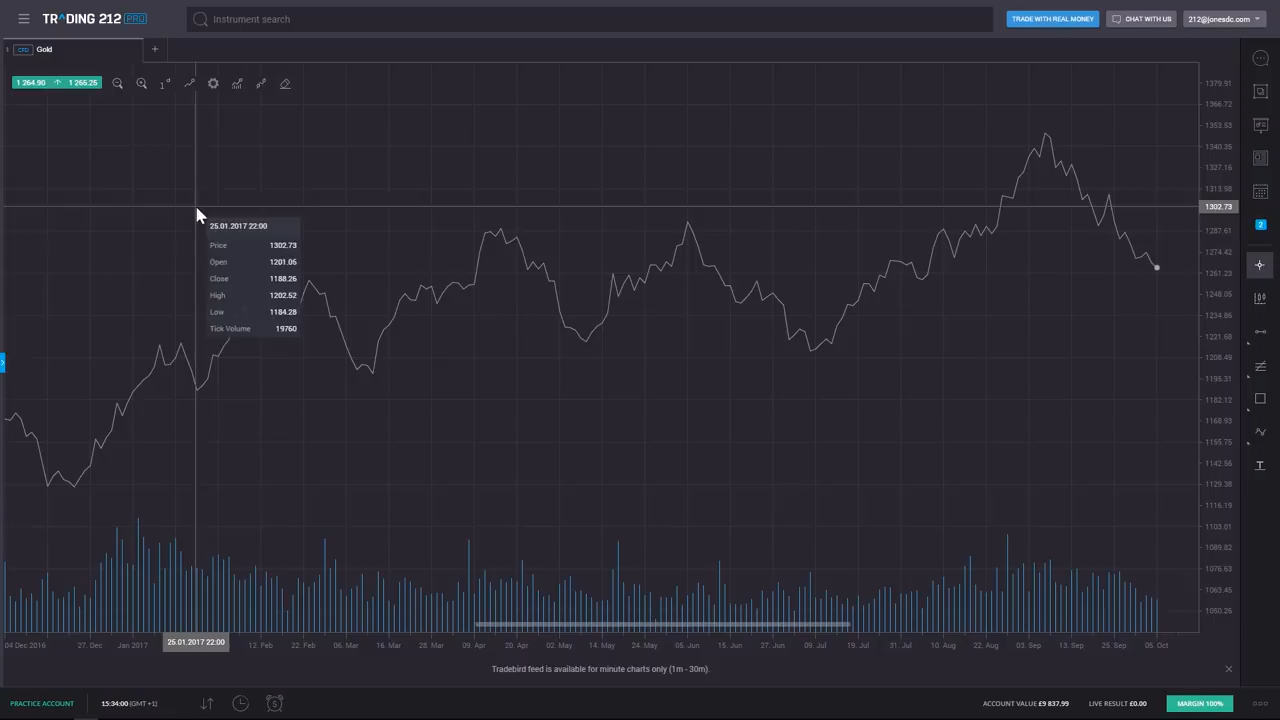 TRADING 212 PRO
Instrument search
TRADE WITH REAL MONEY
CHAT WITH US
212@jonesdc.com
1 CFD Gold
+
1 264.90 1 265.25
1d
25.01.2017 22:00
Price 1302.73
Open 1201.05
Close 1188.26
High 1202.52
Low 1184.28
Tick Volume 19760
1379.91
1366.72
1353.53
1340.35
1327.16
1313.98
1302.73
1287.61
1274.42
1261.23
1248.05
1234.86
1221.68
1208.49
1195.31
1182.12
1168.93
1155.75
1142.56
1129.38
1116.19
1103.01
1089.82
1076.63
1063.45
1050.26
2
T
04 Dec 2016 27. Dec Jan 2017 25.01.2017 22:00 12. Feb 22. Feb 06. Mar 16. Mar 28. Mar 09. Apr 20. Apr 02. May 14. May 24. May 05. Jun 15. Jun 27. Jun 09. Jul 19. Jul 31. Jul 10. Aug 22. Aug 03. Sep 13. Sep 25. Sep 05. Oct
Tradebird feed is available for minute charts only (1m - 30m).
PRACTICE ACCOUNT
15:34:00 (GMT +1)
ACCOUNT VALUE £9 837.99
LIVE RESULT £0.00
MARGIN 100%